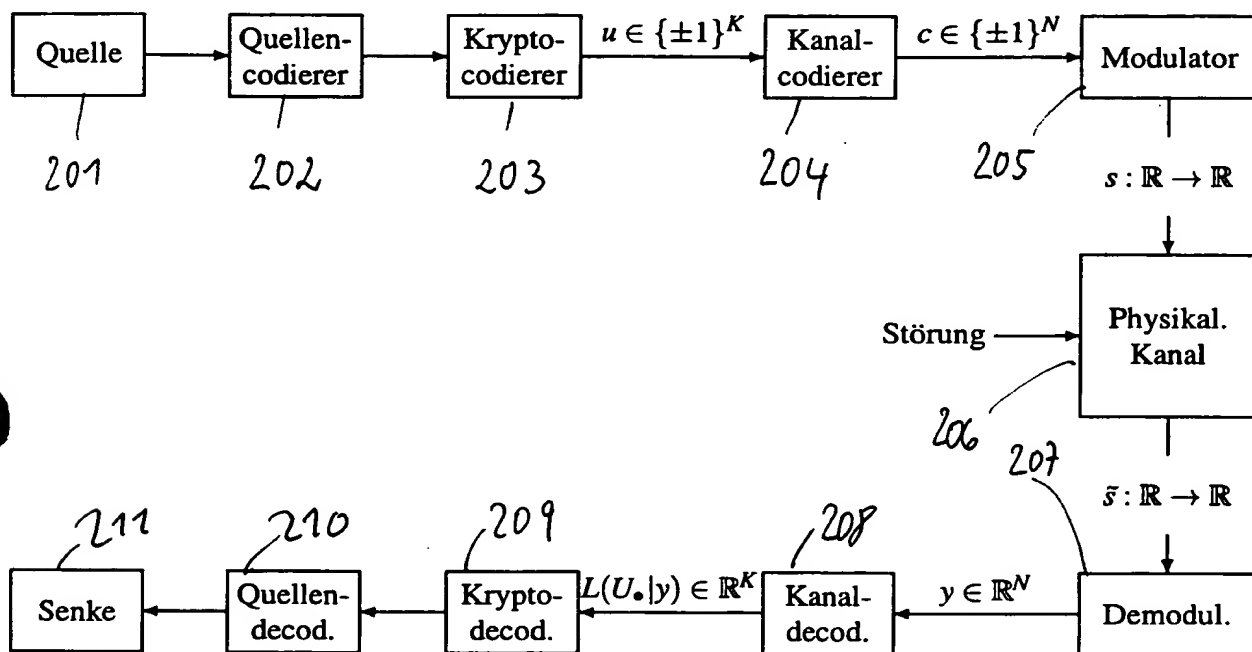 Quelle
Quellen-
codierer
Krypto-
codierer
u ∈ {±1}^K
Kanal-
codierer
c ∈ {±1}^N
Modulator
201
202
203
204
205
s : ℝ → ℝ
Störung
Physikal.
Kanal
206
207
s̃ : ℝ → ℝ
211
210
209
208
Senke
Quellen-
decod.
Krypto-
decod.
L(U•|y) ∈ ℝ^K
Kanal-
decod.
y ∈ ℝ^N
Demodul.